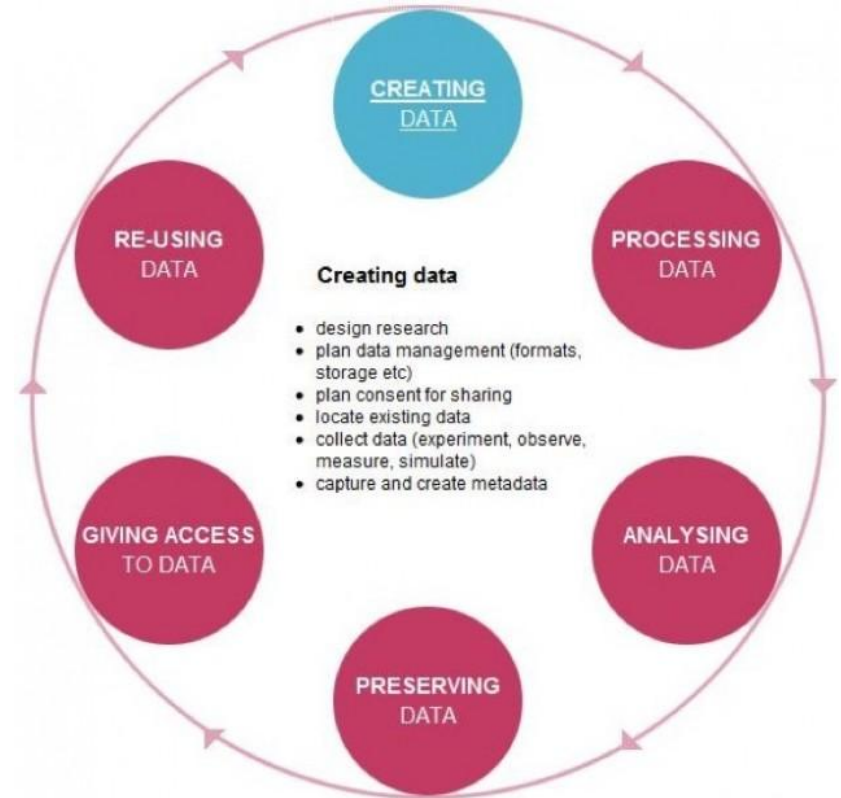 CREATING
DATA
RE-USING
DATA
PROCESSING
DATA
Creating data
• design research
• plan data management (formats,
storage etc)
• plan consent for sharing
• locate existing data
• collect data (experiment, observe,
measure, simulate)
• capture and create metadata
GIVING ACCESS
TO DATA
ANALYSING
DATA
PRESERVING
DATA